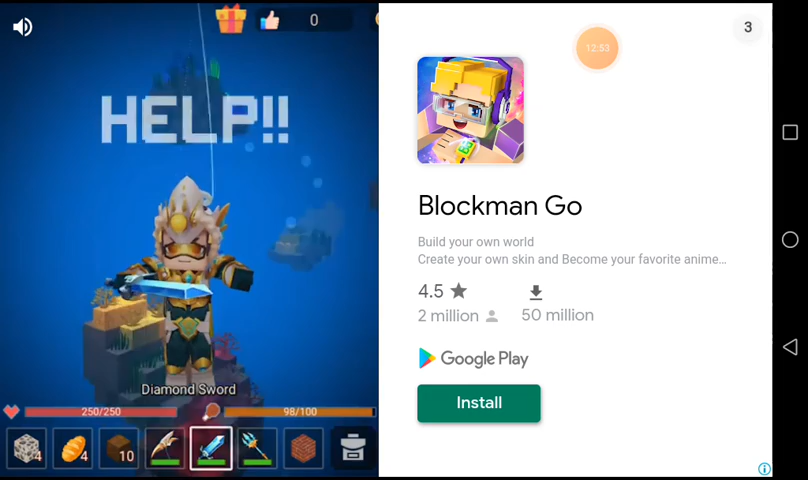 0
HELP!!
Diamond Sword
250/250
98/100
4
4
10
3
12:53
Blockman Go
Build your own world
Create your own skin and Become your favorite anime…
4.5
2 million
50 million
Google Play
Install